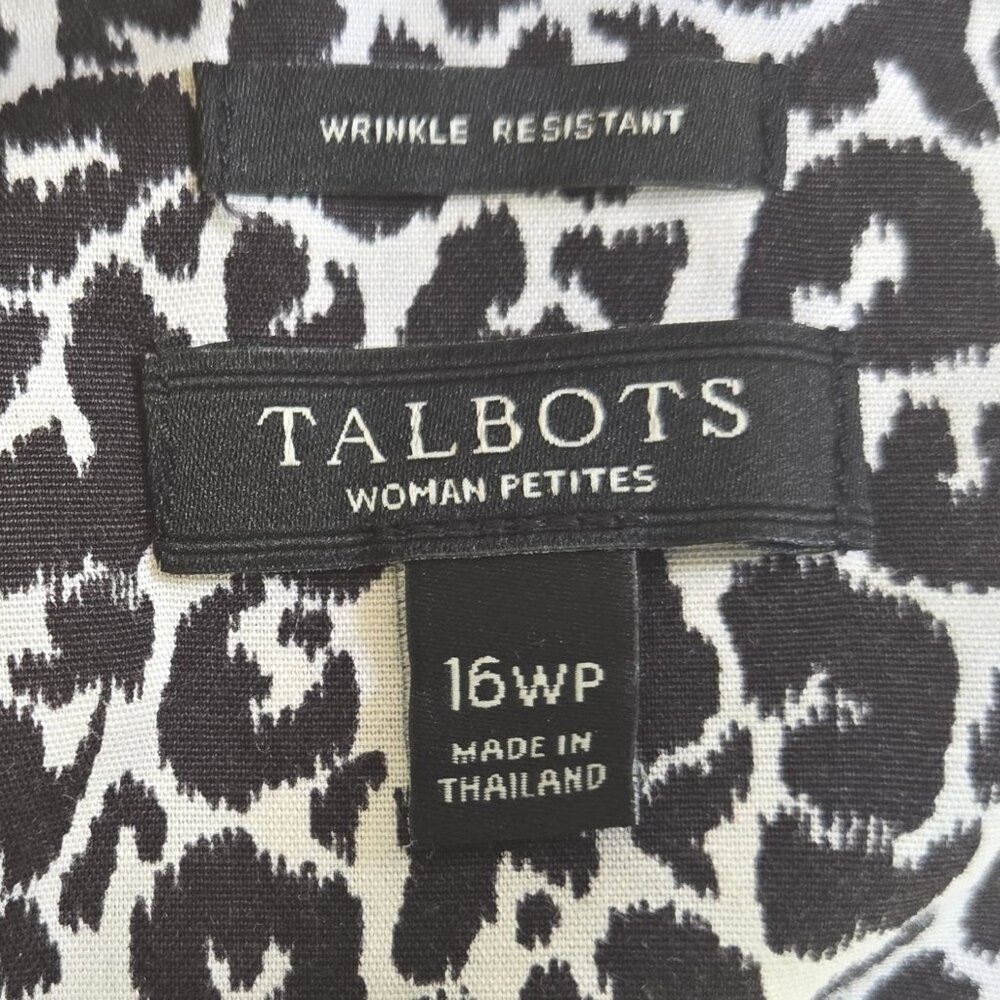 WRINKLE RESISTANT
TALBOTS
WOMAN PETITES
16WP
MADE IN
THAILAND